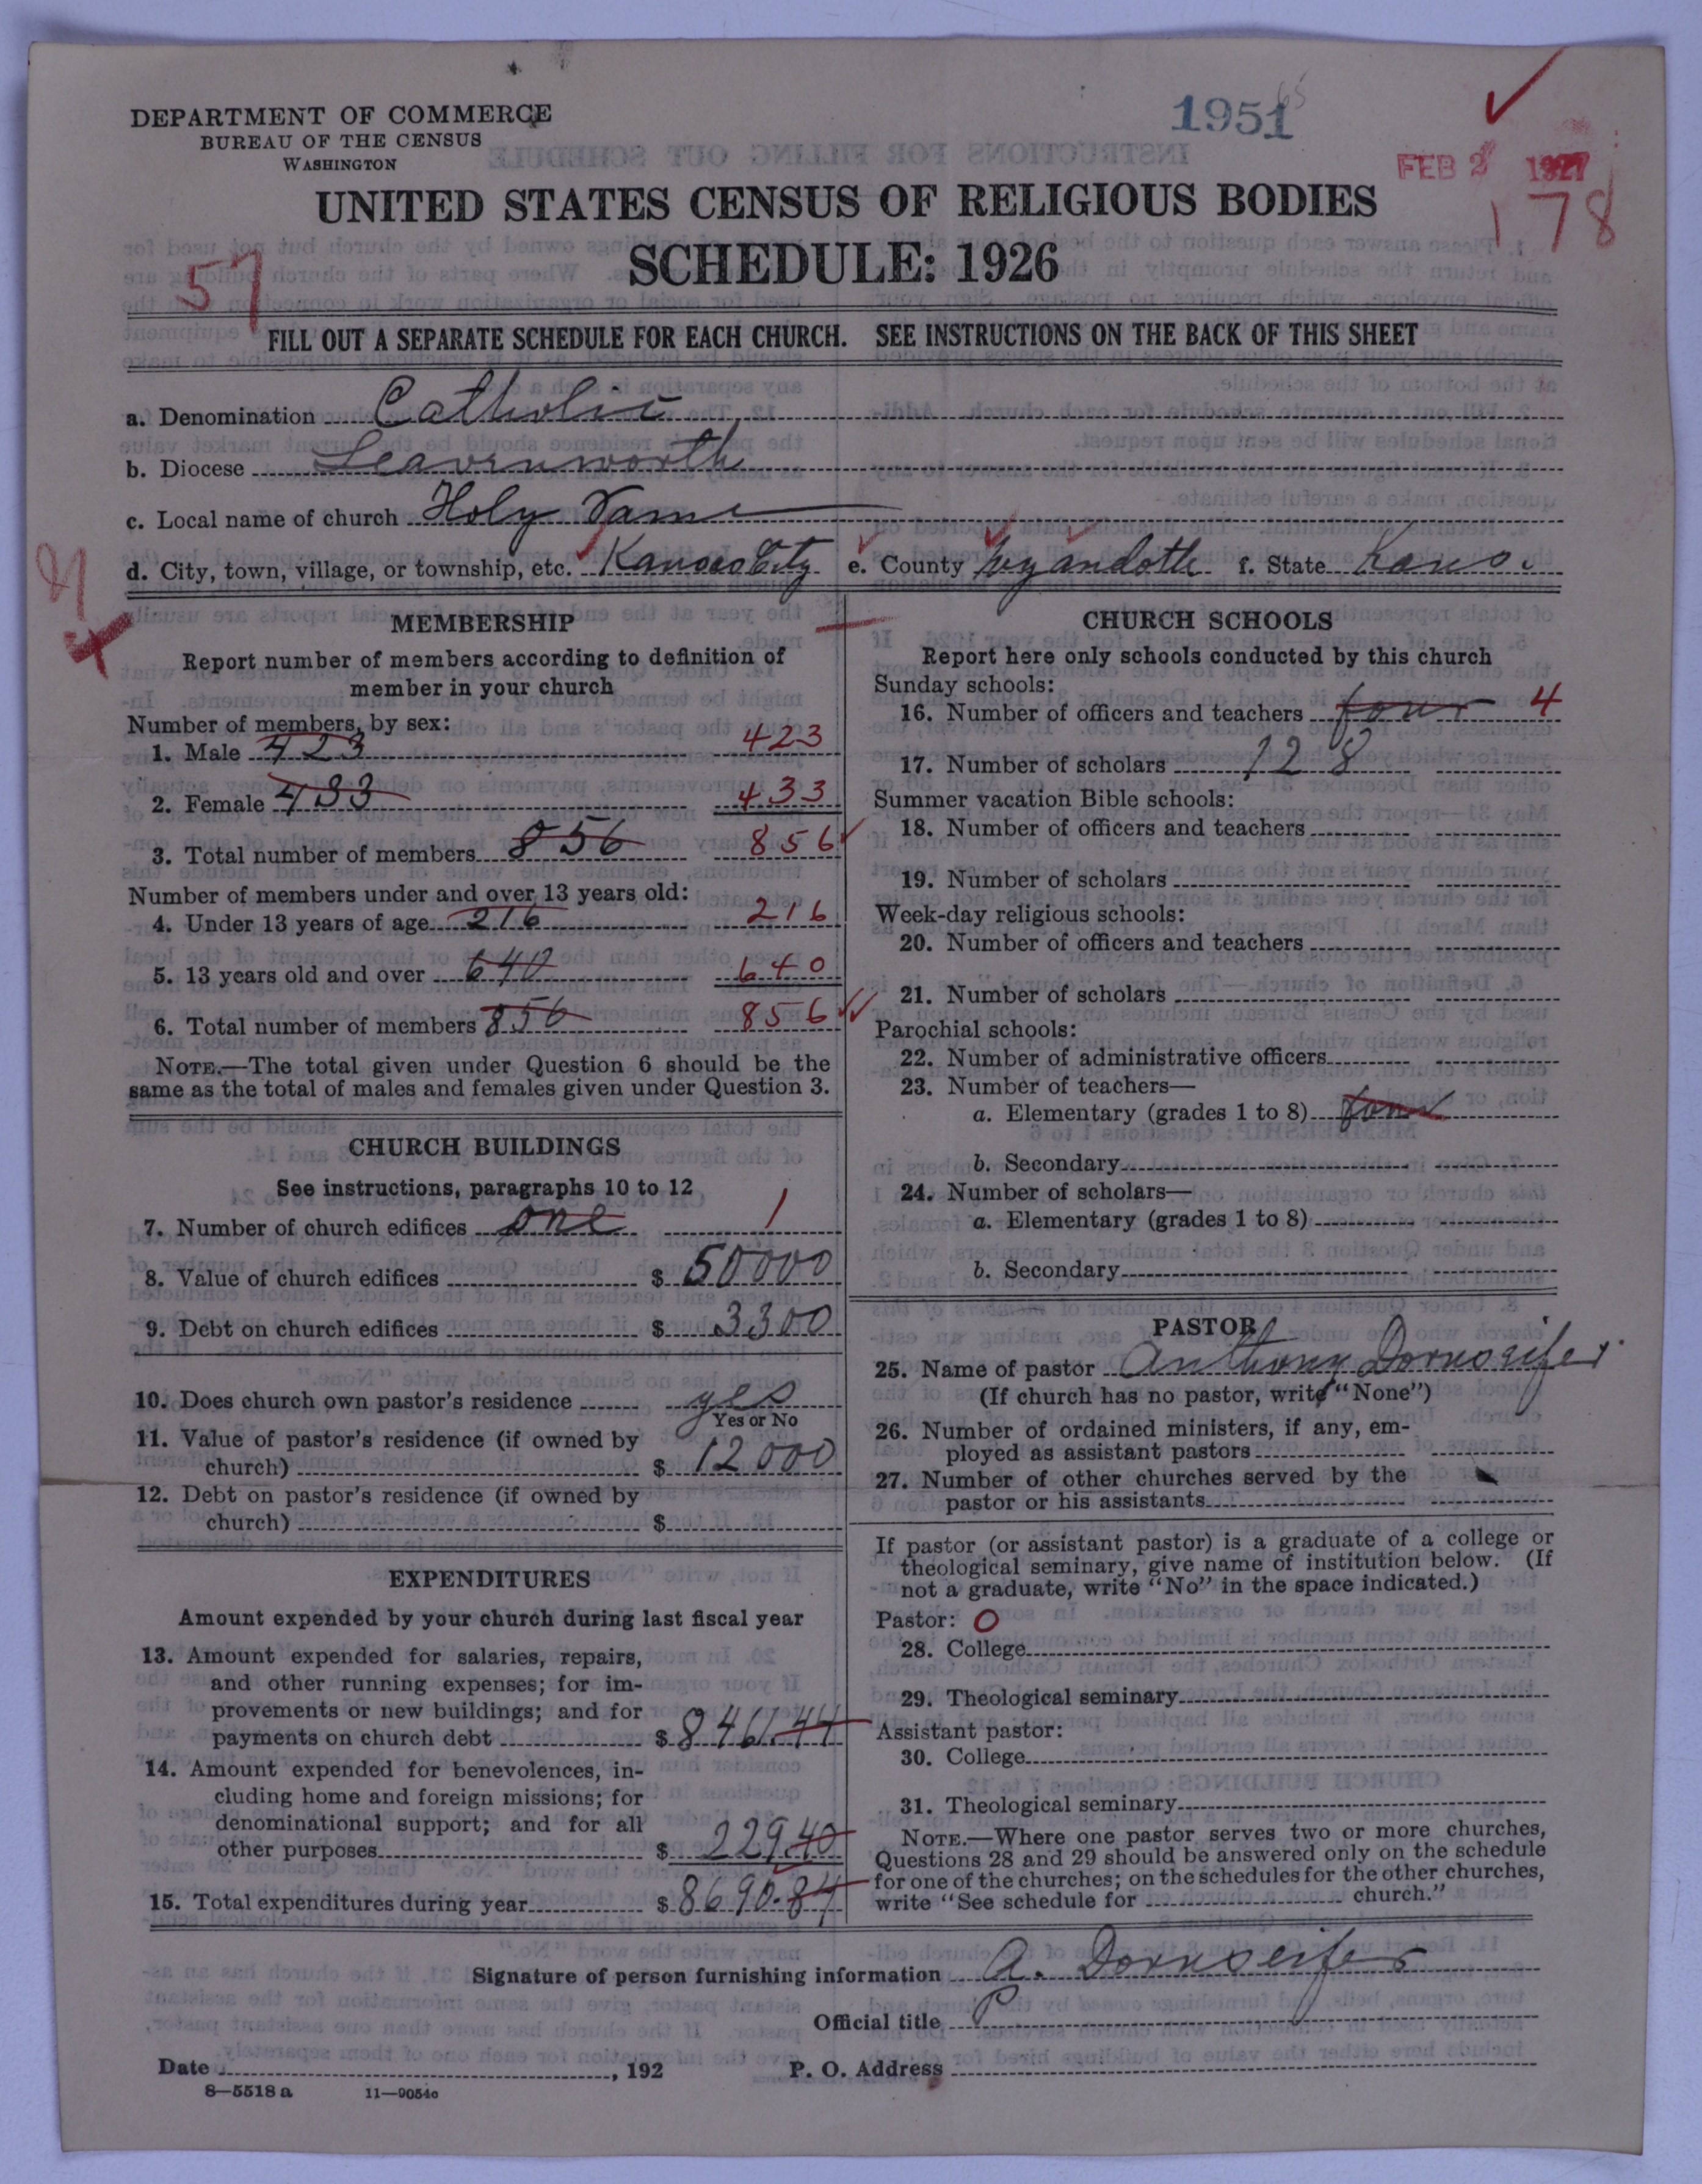 DEPARTMENT OF COMMERCE
BUREAU OF THE CENSUS
WASHINGTON
1951
FEB 2 1927
178
UNITED STATES CENSUS OF RELIGIOUS BODIES
SCHEDULE: 1926
57
FILL OUT A SEPARATE SCHEDULE FOR EACH CHURCH. SEE INSTRUCTIONS ON THE BACK OF THIS SHEET
a. Denomination Catholic
b. Diocese Leavenworth
c. Local name of church Holy Name
d. City, town, village, or township, etc. Kansas City e. County Wyandotte f. State Kans.
MEMBERSHIP
Report number of members according to definition of
member in your church
Number of members, by sex:
1. Male 423 423
2. Female 433 433
3. Total number of members 856 856
Number of members under and over 13 years old:
4. Under 13 years of age 216 216
5. 13 years old and over 640 640
6. Total number of members 856 856
NOTE.—The total given under Question 6 should be the
same as the total of males and females given under Question 3.
CHURCH BUILDINGS
See instructions, paragraphs 10 to 12
7. Number of church edifices one 1
8. Value of church edifices $ 50000
9. Debt on church edifices $ 3300
10. Does church own pastor's residence yes
Yes or No
11. Value of pastor's residence (if owned by
church) $ 12000
12. Debt on pastor's residence (if owned by
church) $
EXPENDITURES
Amount expended by your church during last fiscal year
13. Amount expended for salaries, repairs,
and other running expenses; for im-
provements or new buildings; and for
payments on church debt $ 8461.44
14. Amount expended for benevolences, in-
cluding home and foreign missions; for
denominational support; and for all
other purposes $ 229.40
15. Total expenditures during year $ 8690.84
CHURCH SCHOOLS
Report here only schools conducted by this church
Sunday schools:
16. Number of officers and teachers four 4
17. Number of scholars 128
Summer vacation Bible schools:
18. Number of officers and teachers
19. Number of scholars
Week-day religious schools:
20. Number of officers and teachers
21. Number of scholars
Parochial schools:
22. Number of administrative officers
23. Number of teachers—
a. Elementary (grades 1 to 8) four
b. Secondary
24. Number of scholars—
a. Elementary (grades 1 to 8)
b. Secondary
PASTOR
25. Name of pastor Anthony Dornseifer
(If church has no pastor, write "None")
26. Number of ordained ministers, if any, em-
ployed as assistant pastors
27. Number of other churches served by the
pastor or his assistants
If pastor (or assistant pastor) is a graduate of a college or
theological seminary, give name of institution below. (If
not a graduate, write "No" in the space indicated.)
Pastor: O
28. College
29. Theological seminary
Assistant pastor:
30. College
31. Theological seminary
NOTE.—Where one pastor serves two or more churches,
Questions 28 and 29 should be answered only on the schedule
for one of the churches; on the schedules for the other churches,
write "See schedule for church."
Signature of person furnishing information A. Dornseifer
Official title P
Date , 192 P. O. Address
8—5518 a 11—9054c